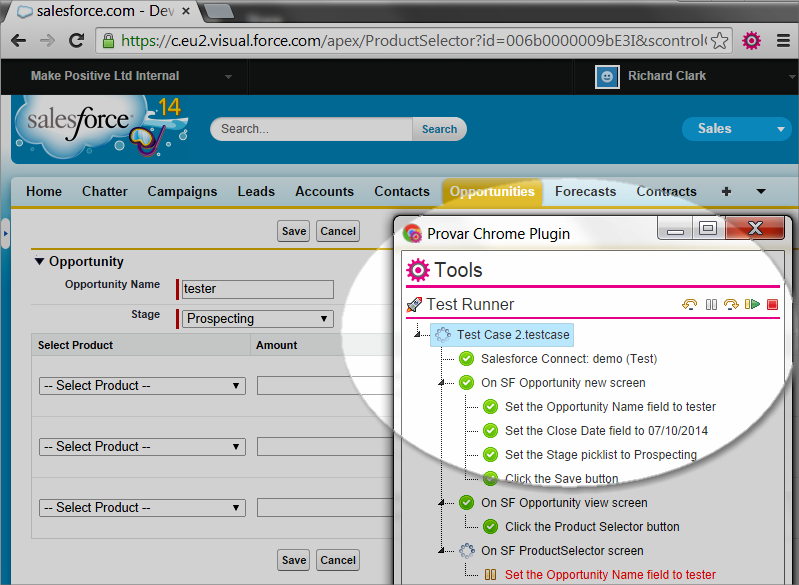 salesforce.com - Dev
https://c.eu2.visual.force.com/apex/ProductSelector?id=006b0000009bE3I&scontrol
Make Positive Ltd Internal
Richard Clark
salesforce
'14
Search...
Search
Sales
Home Chatter Campaigns Leads Accounts Contacts Opportunities Forecasts Contracts +
Save Cancel
Opportunity
Opportunity Name tester
Stage Prospecting
Select Product Amount
-- Select Product --
-- Select Product --
-- Select Product --
Save Cancel
Provar Chrome Plugin
Tools
Test Runner
Test Case 2.testcase
Salesforce Connect: demo (Test)
On SF Opportunity new screen
Set the Opportunity Name field to tester
Set the Close Date field to 07/10/2014
Set the Stage picklist to Prospecting
Click the Save button
On SF Opportunity view screen
Click the Product Selector button
On SF ProductSelector screen
Set the Opportunity Name field to tester